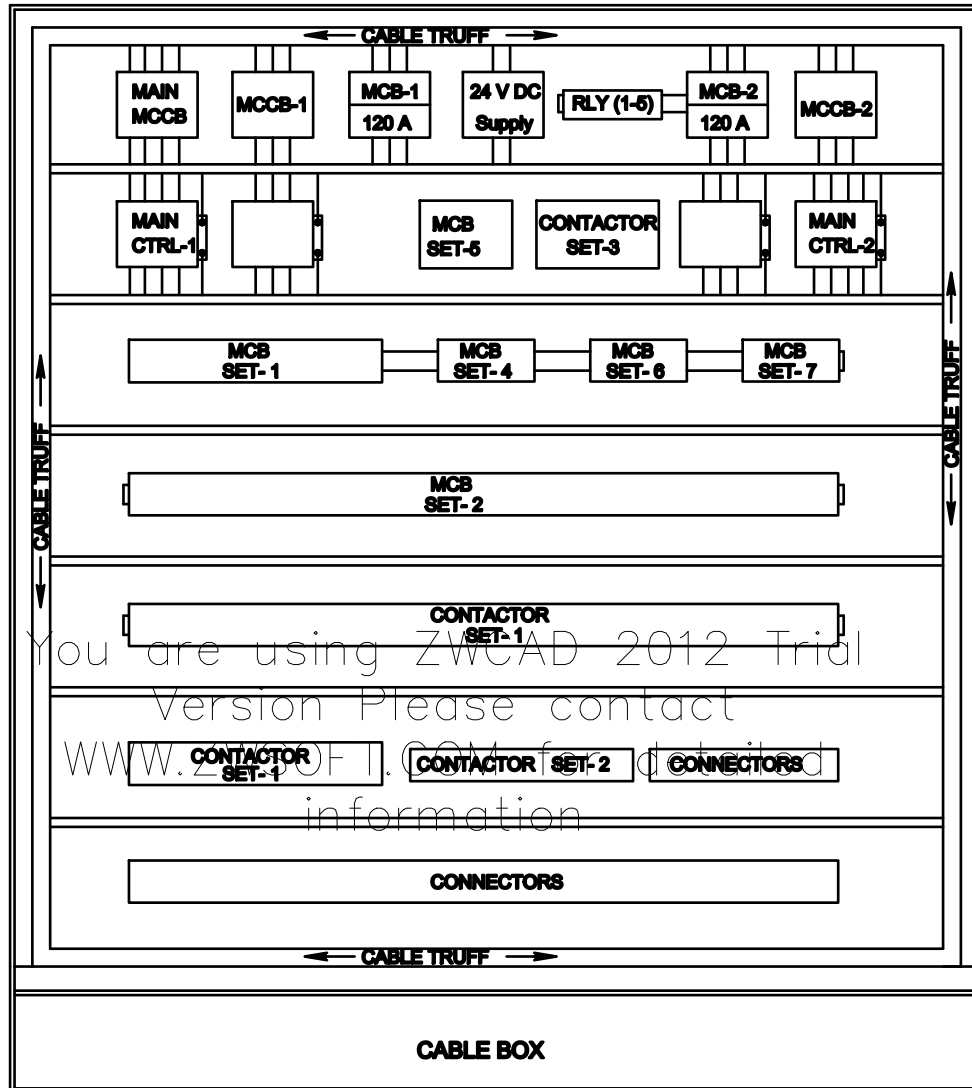 CABLE TRUFF
MAIN
MCCB
MCCB-1
MCB-1
120 A
24 V DC
Supply
RLY (1-5)
MCB-2
120 A
MCCB-2
MAIN
CTRL-1
MCB
SET-5
CONTACTOR
SET-3
MAIN
CTRL-2
MCB
SET- 1
MCB
SET- 4
MCB
SET- 6
MCB
SET- 7
CABLE TRUFF
CABLE TRUFF
MCB
SET- 2
CONTACTOR
SET- 1
You are using ZWCAD 2012 Trial
Version Please contact
WWW.ZWSOFT.COM for detailed
information
CONTACTOR
SET- 1
CONTACTOR SET- 2
CONNECTORS
CONNECTORS
CABLE TRUFF
CABLE BOX